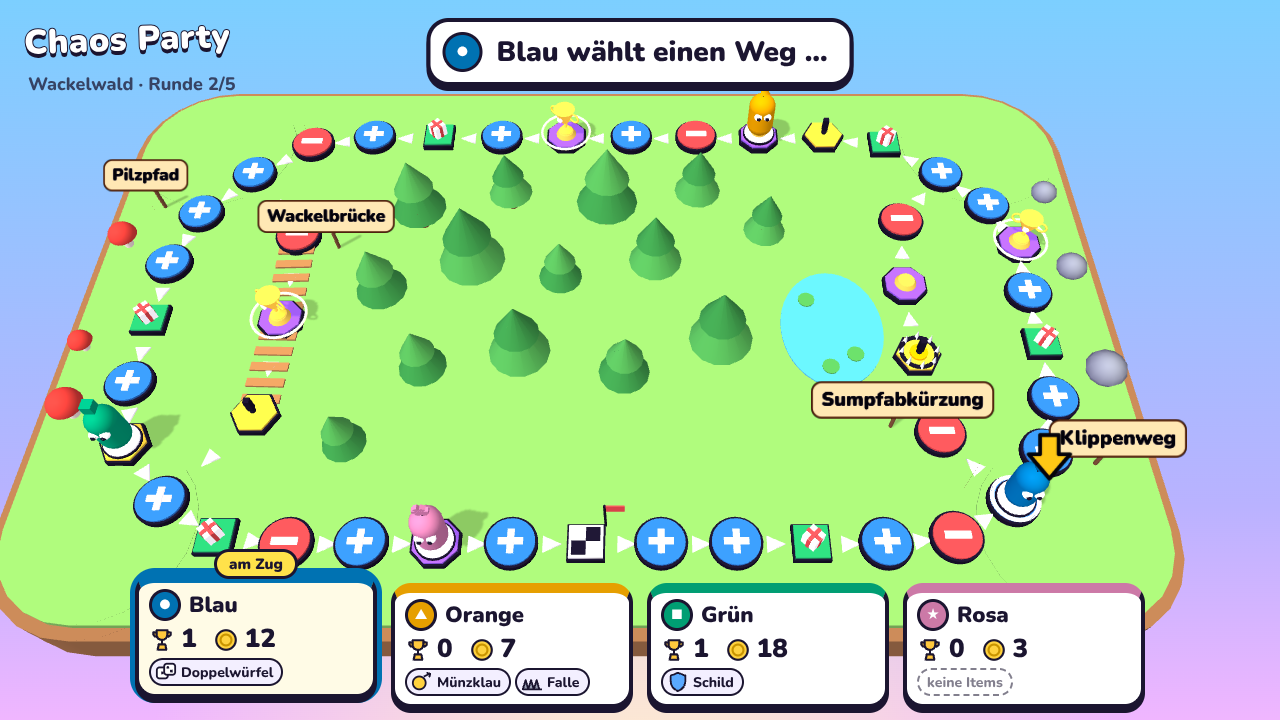 Chaos Party
Wackelwald · Runde 2/5
Blau wählt einen Weg ...
Pilzpfad
Wackelbrücke
Sumpfabkürzung
Klippenweg
am Zug
Blau
1 12
Doppelwürfel
Orange
0 7
Münzklau Falle
Grün
1 18
Schild
Rosa
0 3
keine Items